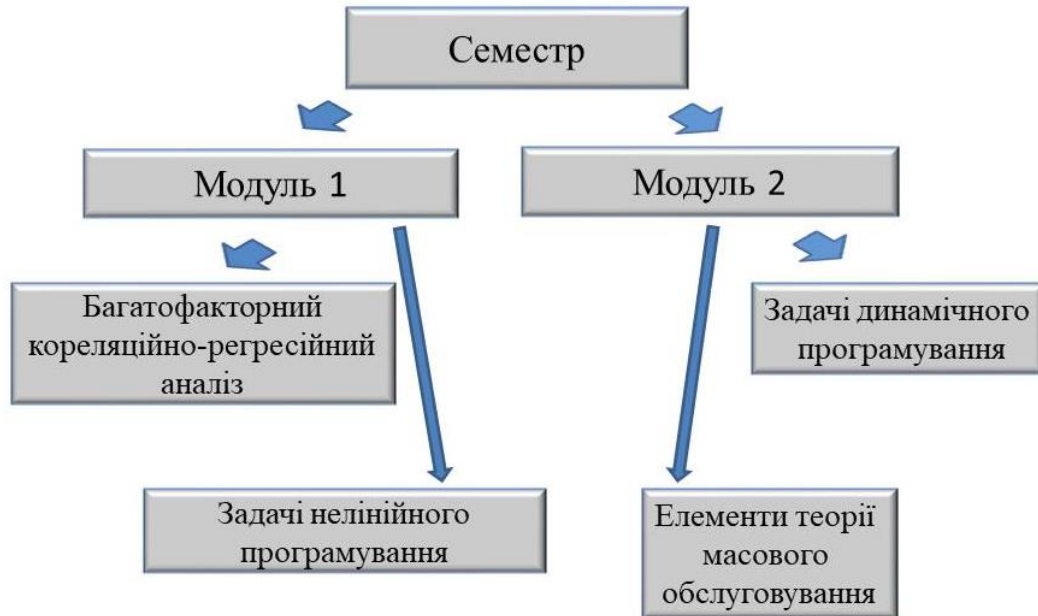 Семестр
Модуль 1
Модуль 2
Багатофакторний
кореляційно-регресійний
аналіз
Задачі динамічного
програмування
Задачі нелінійного
програмування
Елементи теорії
масового
обслуговування